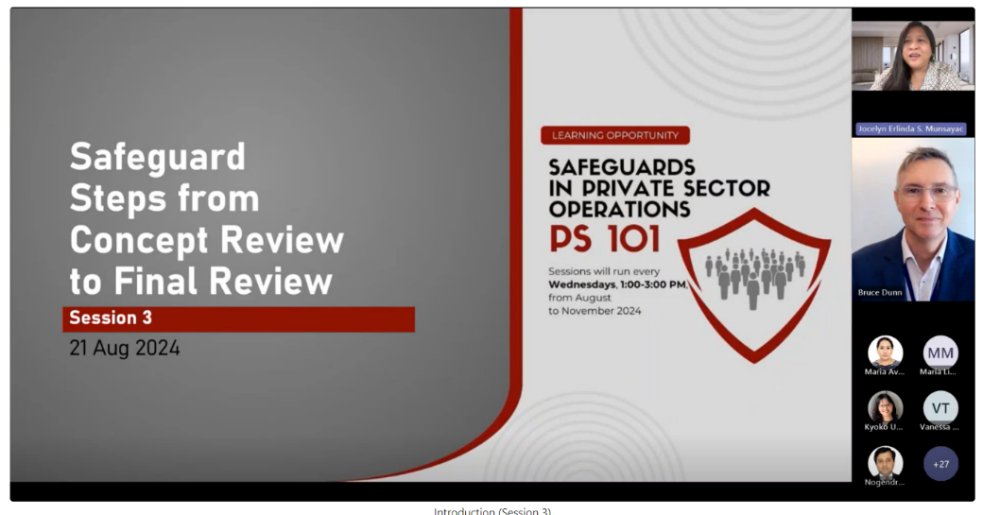 Safeguard
Steps from
Concept Review
to Final Review
Session 3
21 Aug 2024
LEARNING OPPORTUNITY
SAFEGUARDS
IN PRIVATE SECTOR
OPERATIONS
PS 101
Sessions will run every
Wednesdays, 1:00-3:00 PM,
from August
to November 2024
Jocelyn Erlinda S. Munsayac
Bruce Dunn
Maria Av...
MM
Maria Li...
Kyoko U...
VT
Vanessa ...
Nogendr...
+27
Introduction (Session 3)